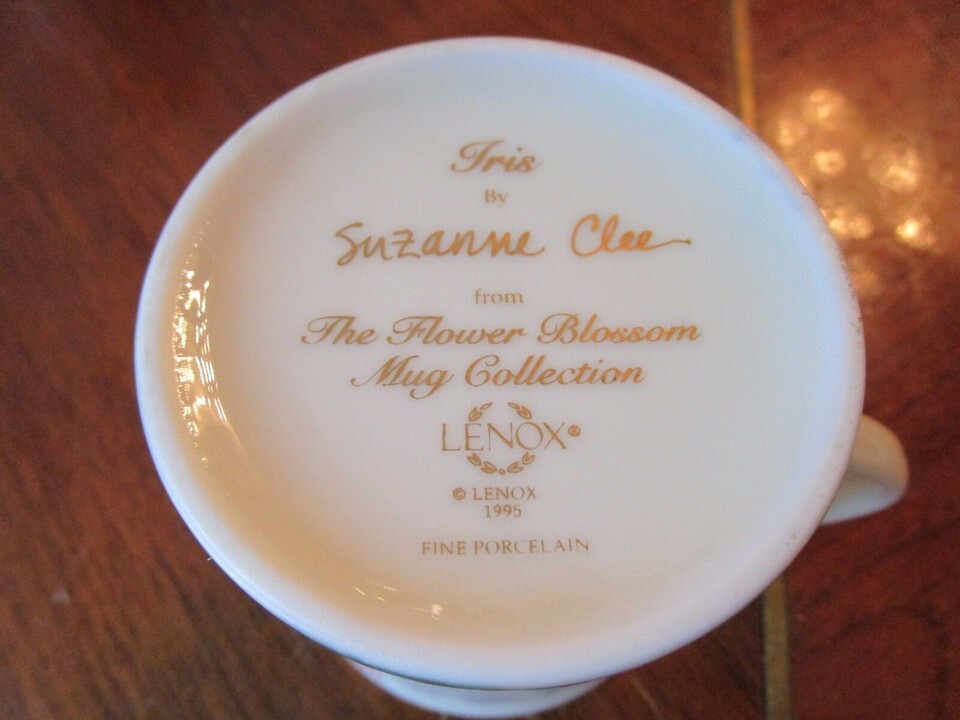 Iris
By
Suzanne Clee
from
The Flower Blossom
Mug Collection
LENOX®
© LENOX
1995
FINE PORCELAIN